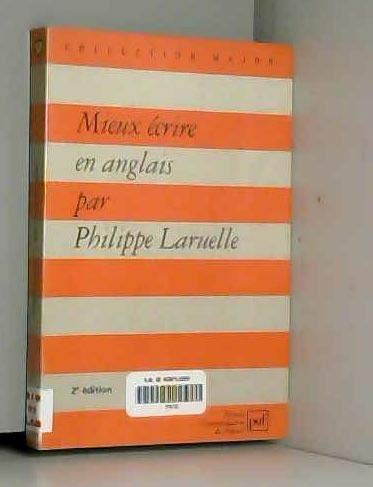 COLLECTION MAJOR
Mieux écrire
en anglais
par
Philippe Laruelle
2e édition
puf